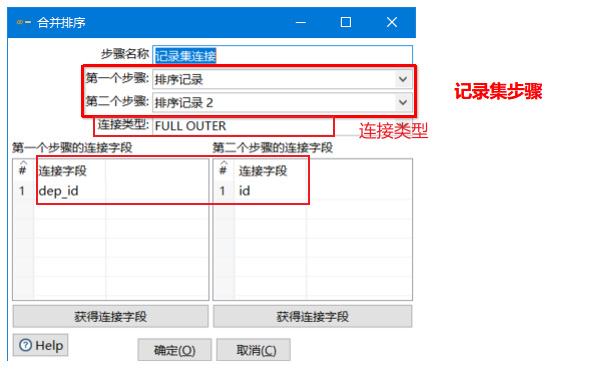 合并排序
步骤名称 记录集连接
第一个步骤: 排序记录
第二个步骤: 排序记录 2
记录集步骤
连接类型: FULL OUTER
连接类型
第一个步骤的连接字段 第二个步骤的连接字段
# 连接字段 # 连接字段
1 dep_id 1 id
获得连接字段 获得连接字段
Help 确定(O) 取消(C)